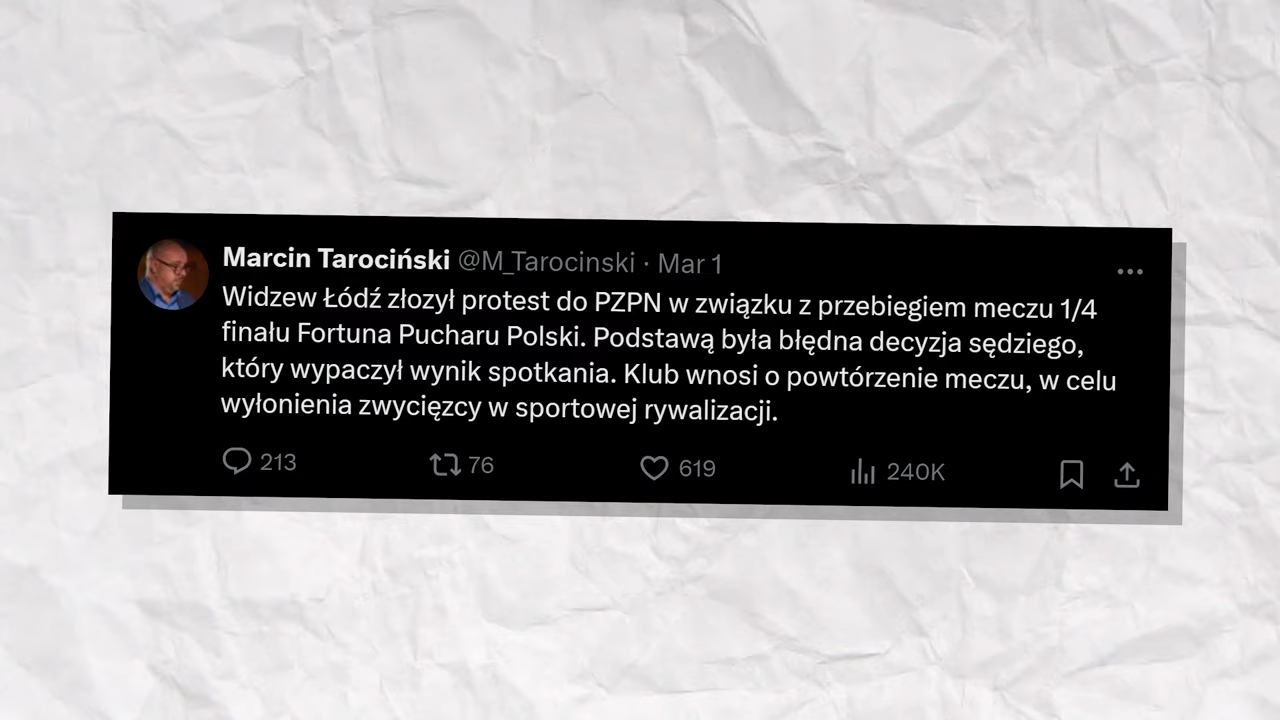 Marcin Tarociński @M_Tarocinski · Mar 1
Widzew Łódź złozył protest do PZPN w związku z przebiegiem meczu 1/4
finału Fortuna Pucharu Polski. Podstawą była błędna decyzja sędziego,
który wypaczył wynik spotkania. Klub wnosi o powtórzenie meczu, w celu
wyłonienia zwycięzcy w sportowej rywalizacji.
213 76 619 240K